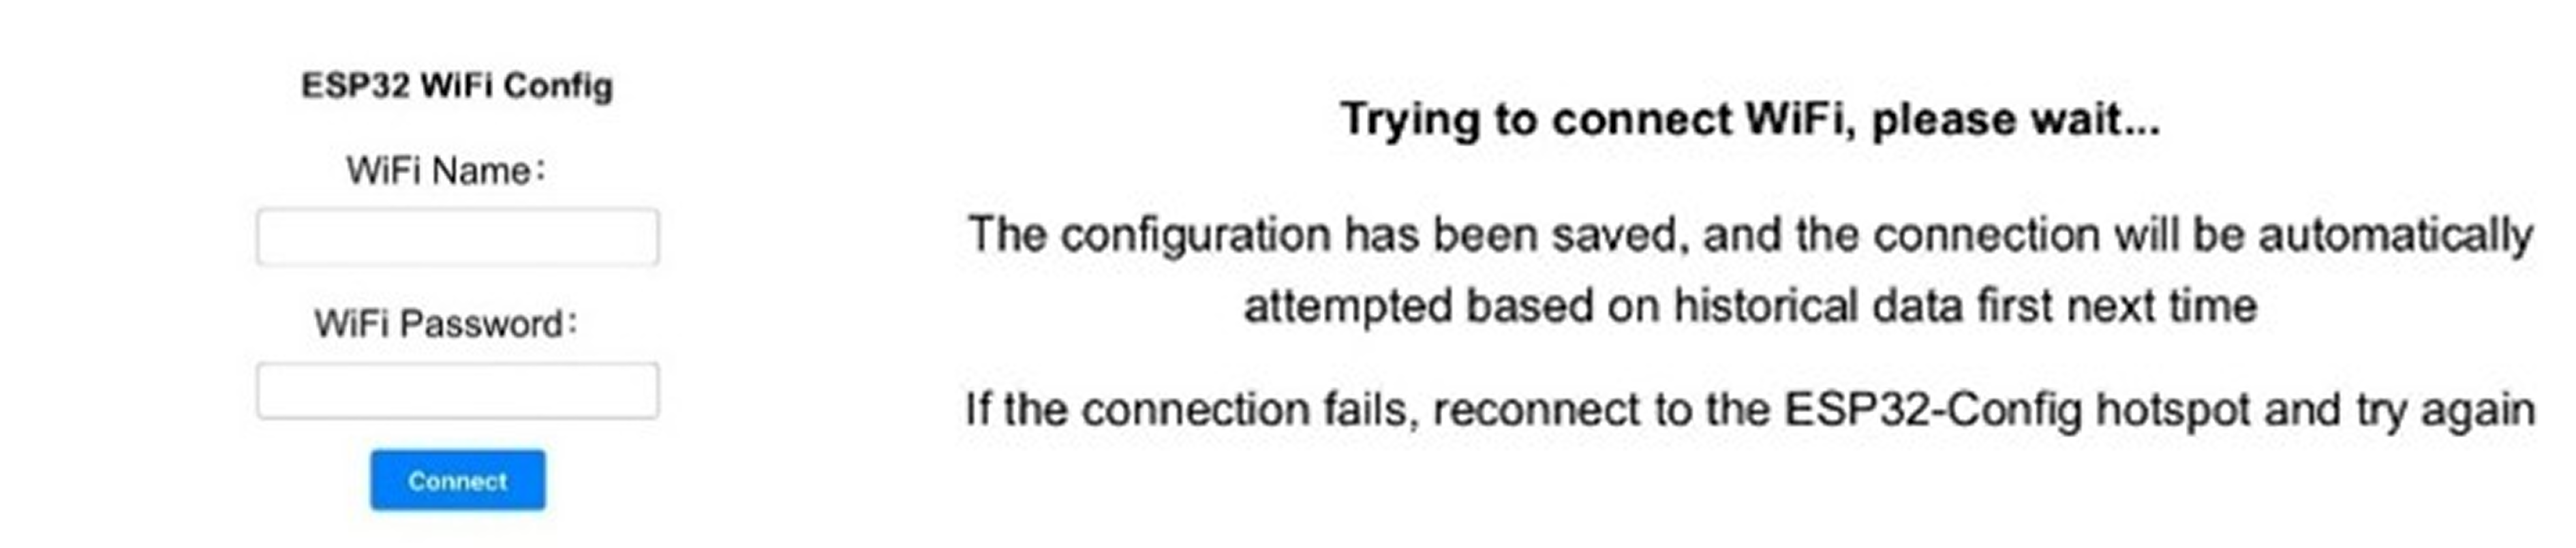 ESP32 WiFi Config
WiFi Name：
WiFi Password：
Connect
Trying to connect WiFi, please wait...
The configuration has been saved, and the connection will be automatically
attempted based on historical data first next time
If the connection fails, reconnect to the ESP32-Config hotspot and try again